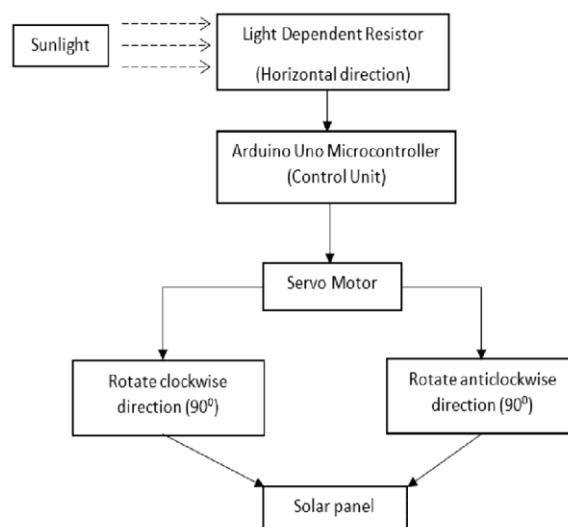 Sunlight
Light Dependent Resistor
(Horizontal direction)
Arduino Uno Microcontroller
(Control Unit)
Servo Motor
Rotate clockwise
direction (90⁰)
Rotate anticlockwise
direction (90⁰)
Solar panel